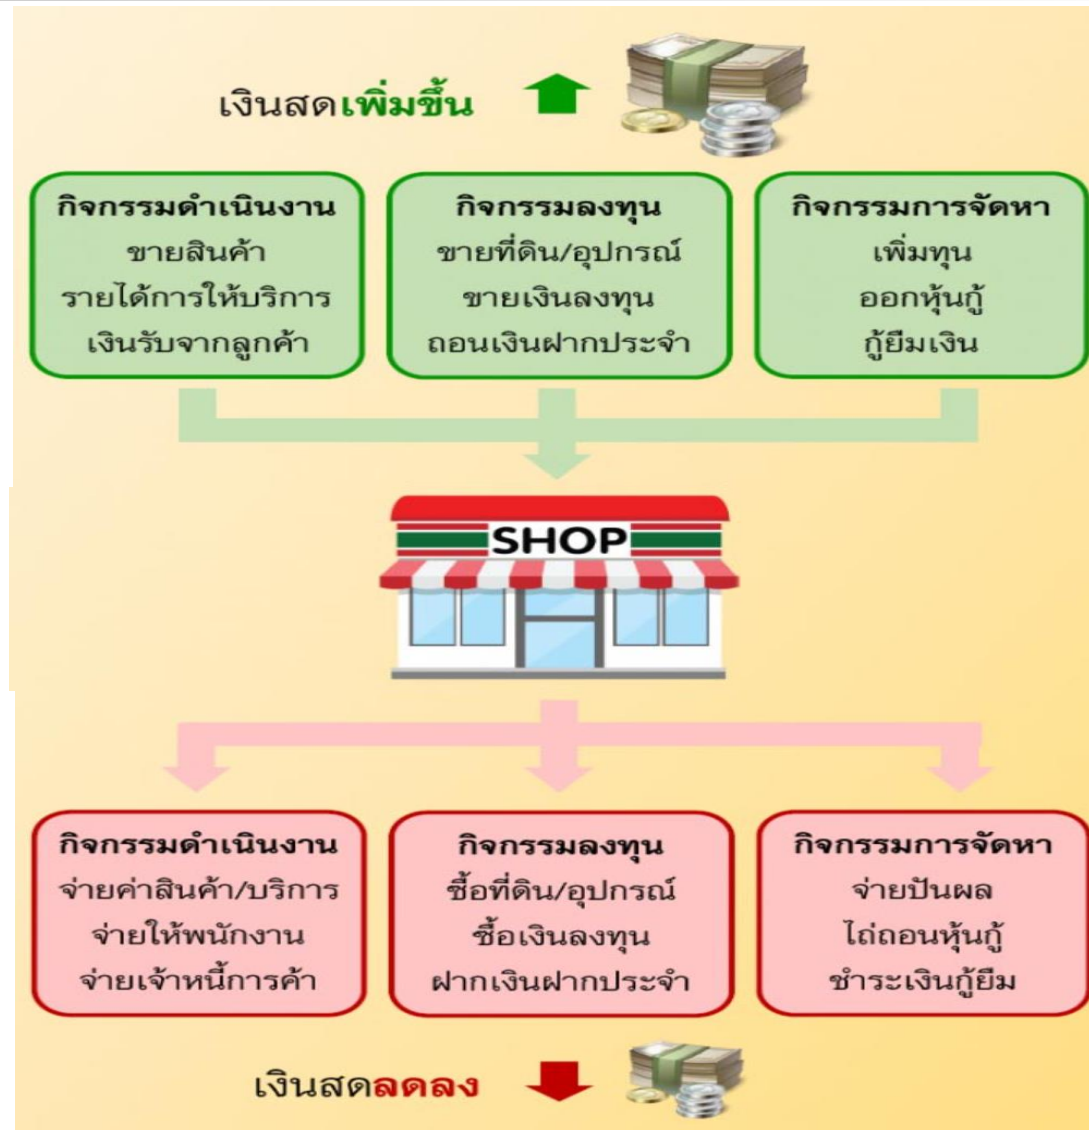 เงินสดเพิ่มขึ้น
กิจกรรมดำเนินงาน
ขายสินค้า
รายได้การให้บริการ
เงินรับจากลูกค้า
กิจกรรมลงทุน
ขายที่ดิน/อุปกรณ์
ขายเงินลงทุน
ถอนเงินฝากประจำ
กิจกรรมการจัดหา
เพิ่มทุน
ออกหุ้นกู้
กู้ยืมเงิน
SHOP
กิจกรรมดำเนินงาน
จ่ายค่าสินค้า/บริการ
จ่ายให้พนักงาน
จ่ายเจ้าหนี้การค้า
กิจกรรมลงทุน
ซื้อที่ดิน/อุปกรณ์
ซื้อเงินลงทุน
ฝากเงินฝากประจำ
กิจกรรมการจัดหา
จ่ายปันผล
ไถ่ถอนหุ้นกู้
ชำระเงินกู้ยืม
เงินสดลดลง